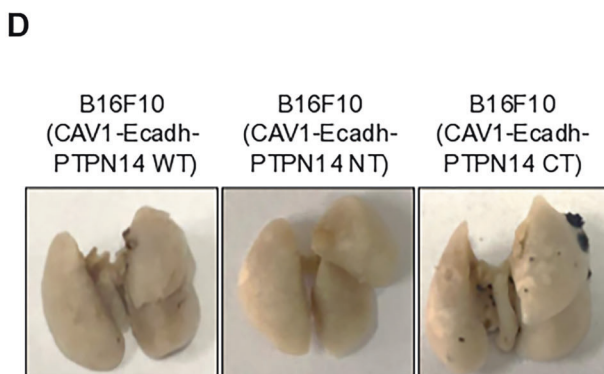 D
B16F10
(CAV1-Ecadh-
PTPN14 WT)
B16F10
(CAV1-Ecadh-
PTPN14 NT)
B16F10
(CAV1-Ecadh-
PTPN14 CT)